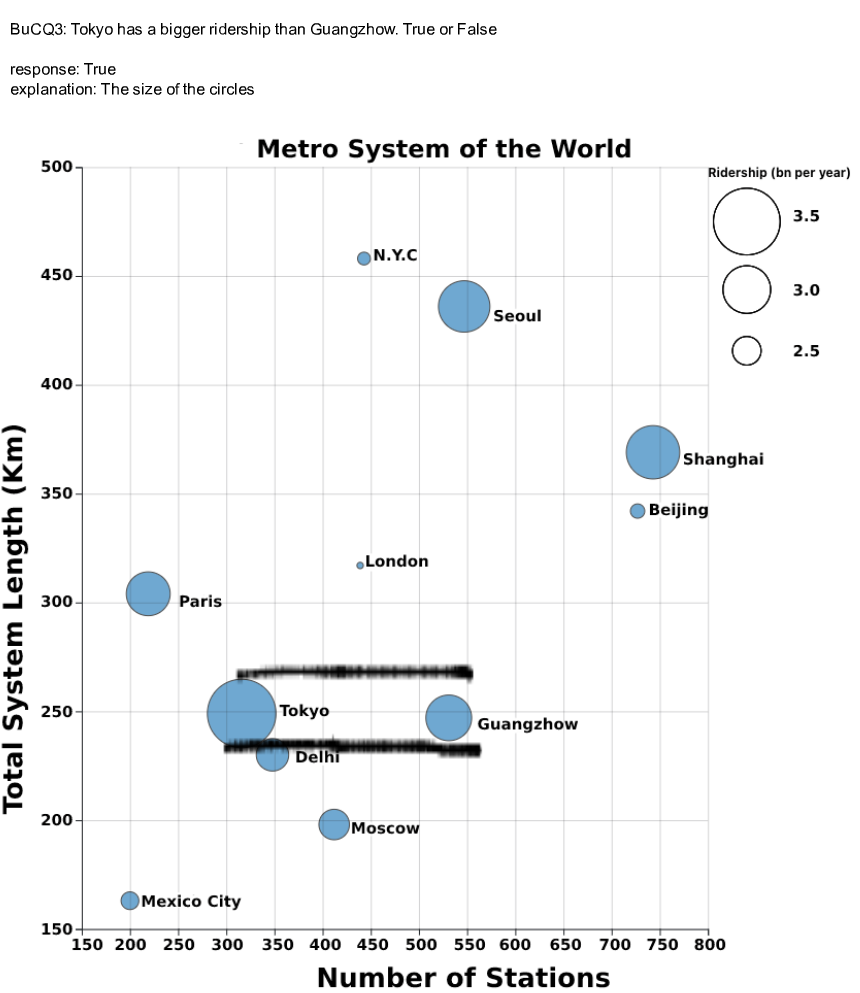 BuCQ3: Tokyo has a bigger ridership than Guangzhow. True or False
response: True
explanation: The size of the circles
Metro System of the World
Ridership (bn per year)
3.5
3.0
2.5
500
450
400
350
300
250
200
150
Total System Length (Km)
N.Y.C
Seoul
Shanghai
Beijing
London
Paris
Tokyo
Guangzhow
Delhi
Moscow
Mexico City
150 200 250 300 350 400 450 500 550 600 650 700 750 800
Number of Stations